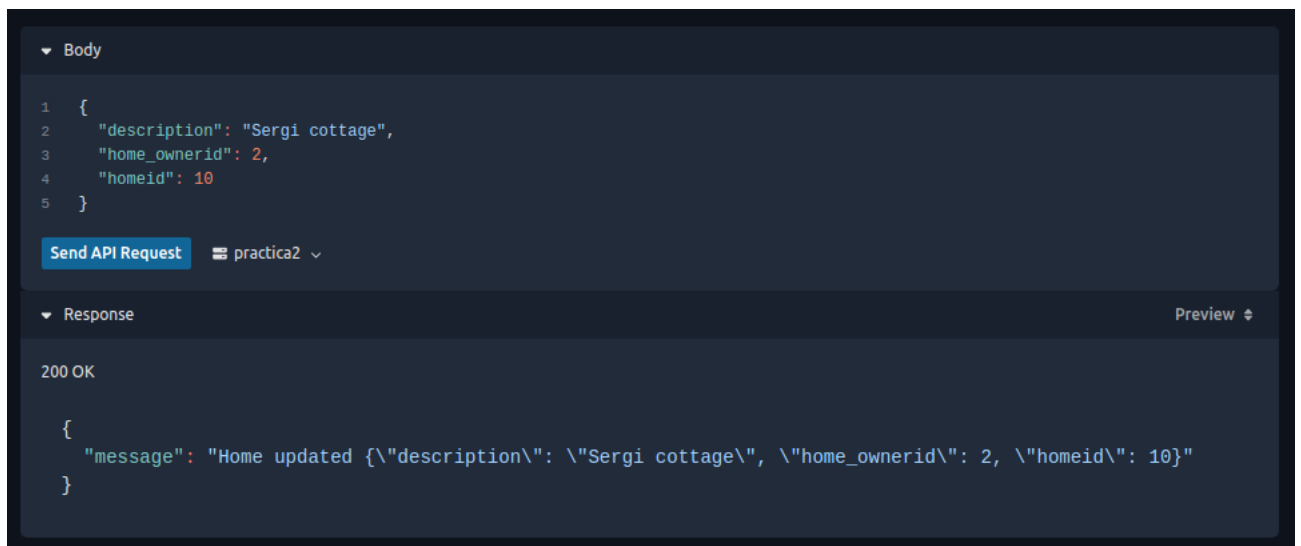 Body
1 {
2 "description": "Sergi cottage",
3 "home_ownerid": 2,
4 "homeid": 10
5 }
Send API Request practica2
Response Preview
200 OK
{
"message": "Home updated {\"description\": \"Sergi cottage\", \"home_ownerid\": 2, \"homeid\": 10}"
}